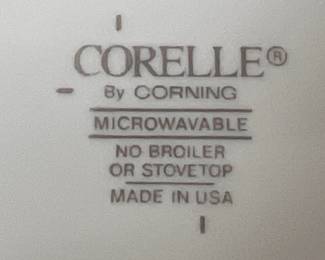 CORELLE®
By CORNING
MICROWAVABLE
NO BROILER
OR STOVETOP
MADE IN USA